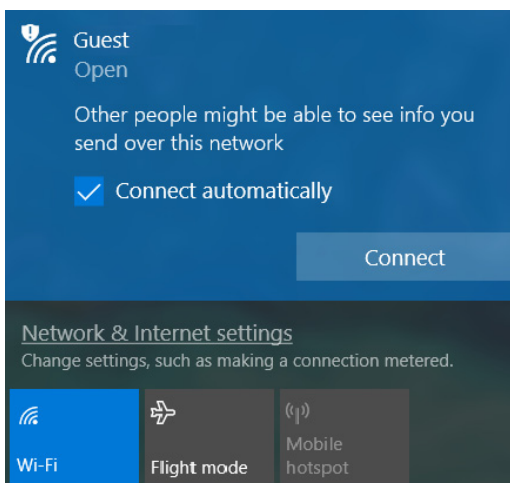 Guest
Open
Other people might be able to see info you
send over this network
Connect automatically
Connect
Network & Internet settings
Change settings, such as making a connection metered.
Wi-Fi
Flight mode
Mobile
hotspot